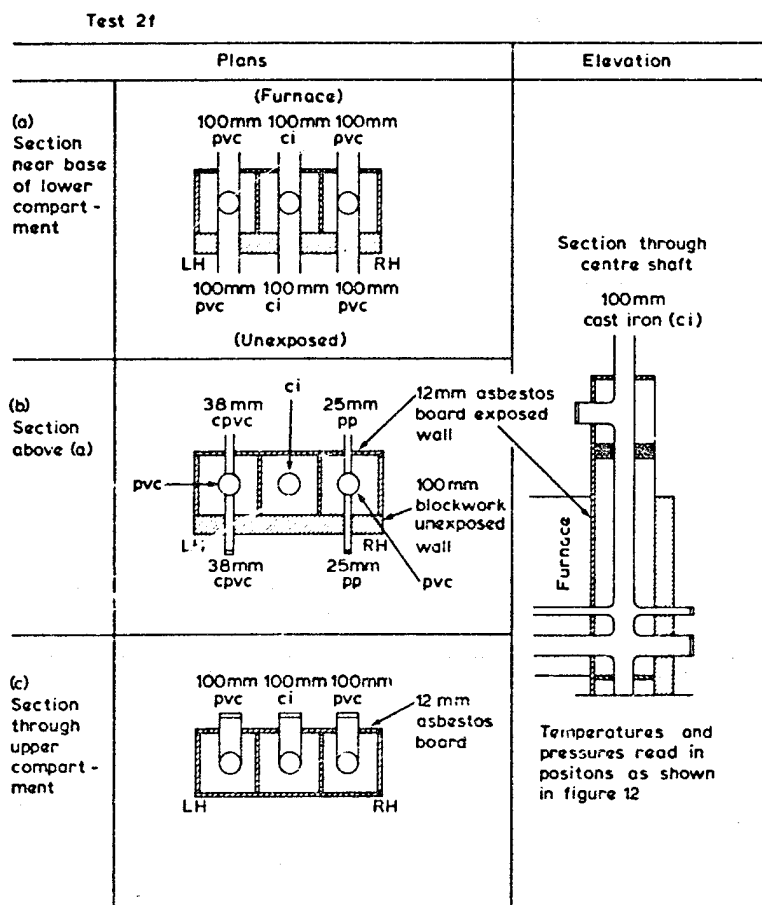 Test 2f
Plans
Elevation
(a)
Section
near base
of lower
compart -
ment
(Furnace)
100mm 100mm 100mm
pvc ci pvc
LH RH
100mm 100mm 100mm
pvc ci pvc
(Unexposed)
(b)
Section
above (a)
ci
38mm 25mm
cpvc pp
pvc
12mm asbestos
board exposed
wall
100mm
blockwork
unexposed
wall
RH
38mm 25mm
cpvc pp
pvc
(c)
Section
through
upper
compart -
ment
100mm 100mm 100mm
pvc ci pvc
12 mm
asbestos
board
LH RH
Section through
centre shaft
100mm
cast iron (ci)
Furnace
Temperatures and
pressures read in
positons as shown
in figure 12